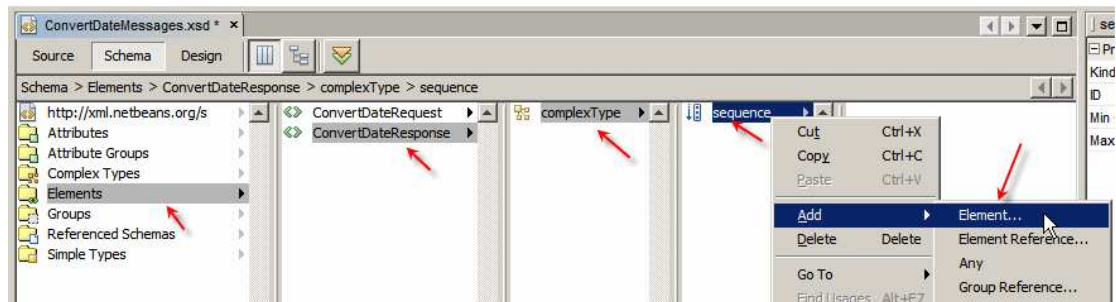 ConvertDateMessages.xsd *
Source Schema Design
Schema > Elements > ConvertDateResponse > complexType > sequence
http://xml.netbeans.org/s
Attributes
Attribute Groups
Complex Types
Elements
Groups
Referenced Schemas
Simple Types
ConvertDateRequest
ConvertDateResponse
complexType
sequence
Cut Ctrl+X
Copy Ctrl+C
Paste Ctrl+V
Add
Delete Delete
Go To
Find Usages Alt+F7
Element...
Element Reference...
Any
Group Reference...
se
Pr
Kind
ID
Min
Max